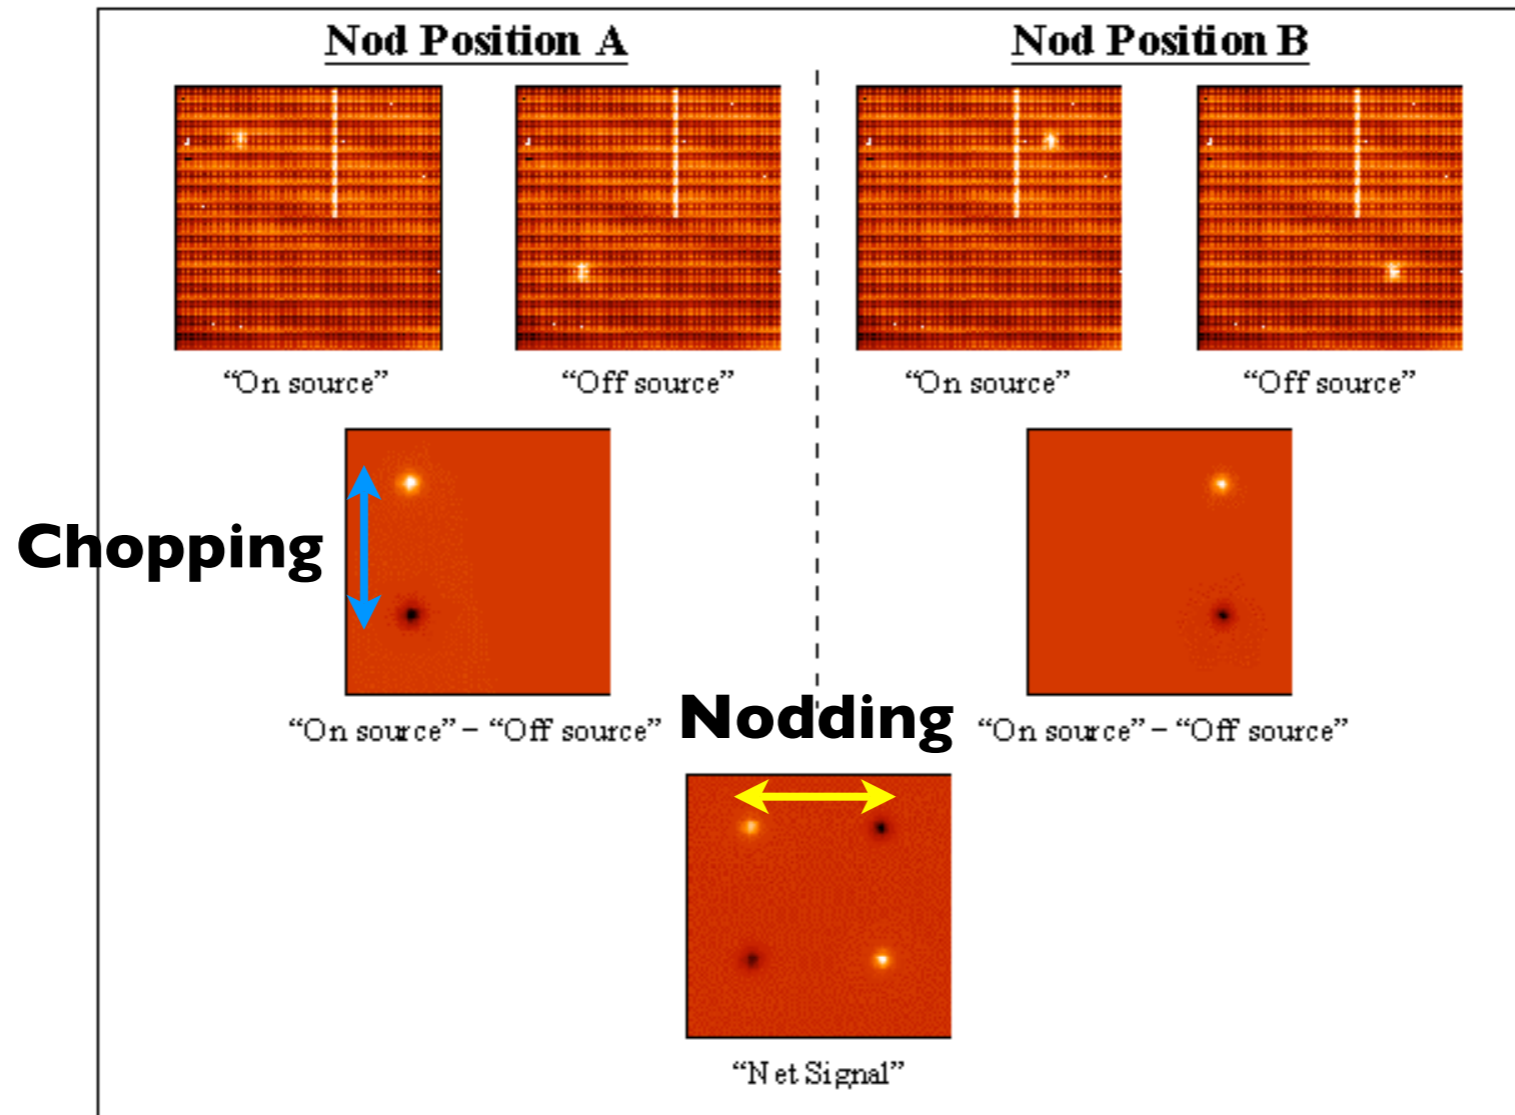 Nod Position A
Nod Position B
“On source”
“Off source”
“On source”
“Off source”
Chopping
“On source” – “Off source”
Nodding
“On source” – “Off source”
“Net Signal”